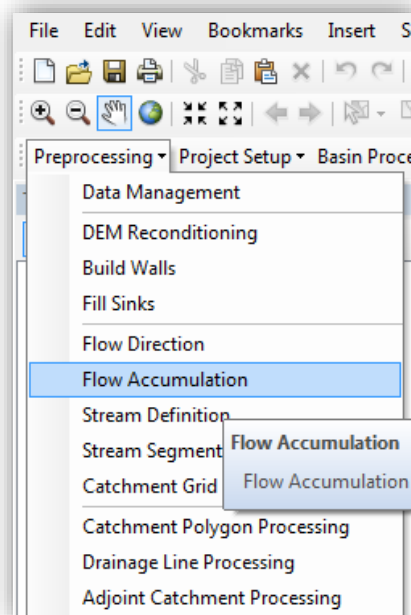 File Edit View Bookmarks Insert
Preprocessing Project Setup Basin
Data Management
DEM Reconditioning
Build Walls
Fill Sinks
Flow Direction
Flow Accumulation
Stream Definition
Stream Segment
Flow Accumulation
Catchment Grid
Flow Accumulation
Catchment Polygon Processing
Drainage Line Processing
Adjoint Catchment Processing